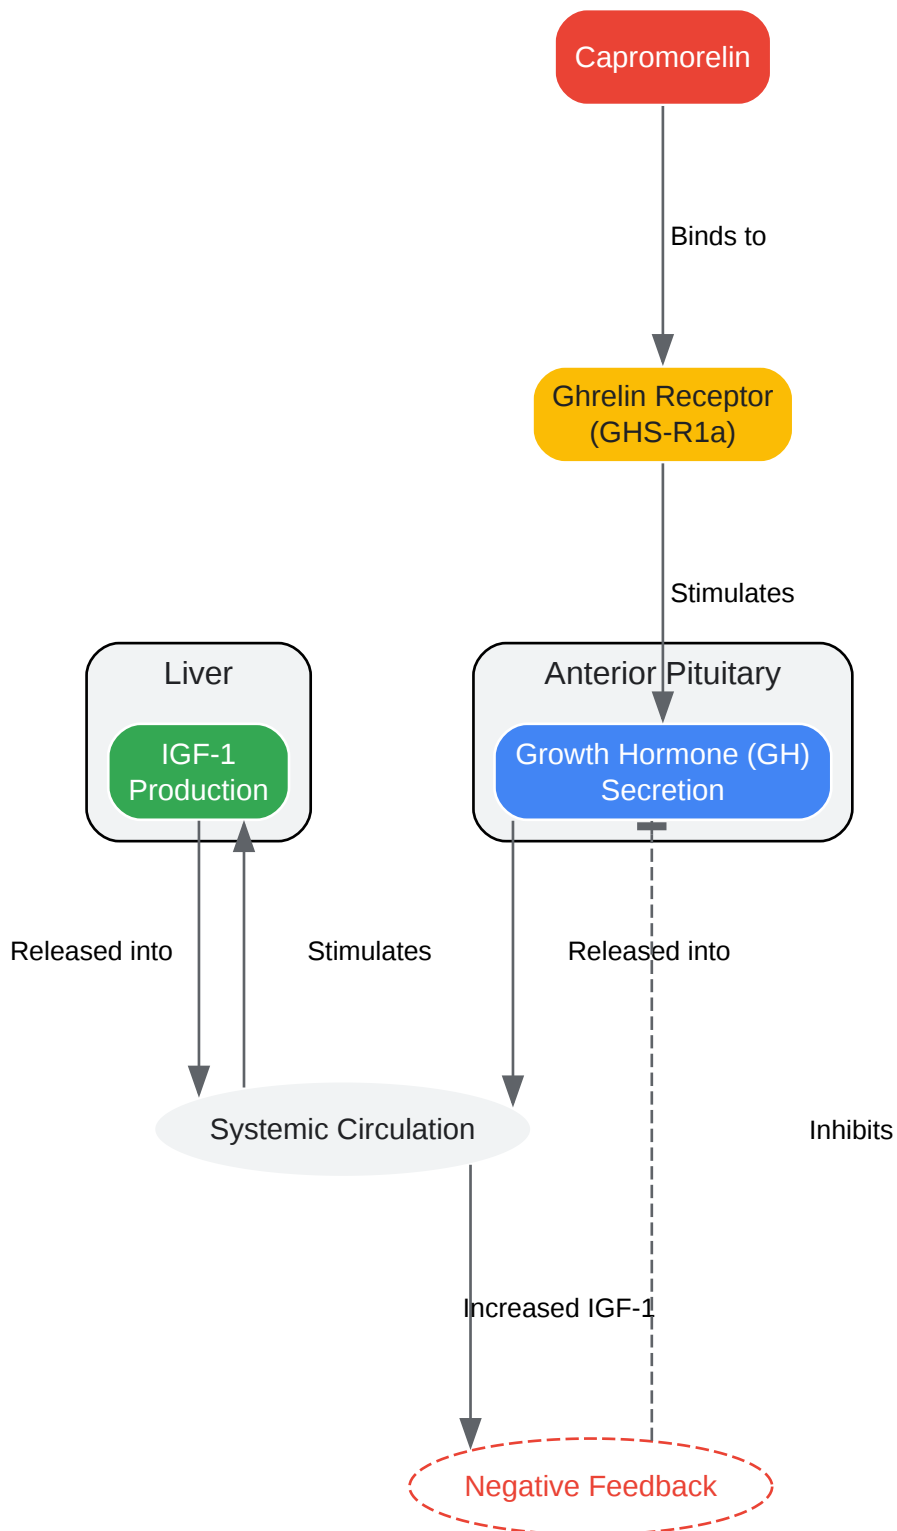 Capromorelin
Binds to
Ghrelin Receptor
(GHS-R1a)
Stimulates
Liver
Anterior Pituitary
IGF-1
Production
Growth Hormone (GH)
Secretion
Released into
Stimulates
Released into
Systemic Circulation
Inhibits
Increased IGF-1
Negative Feedback